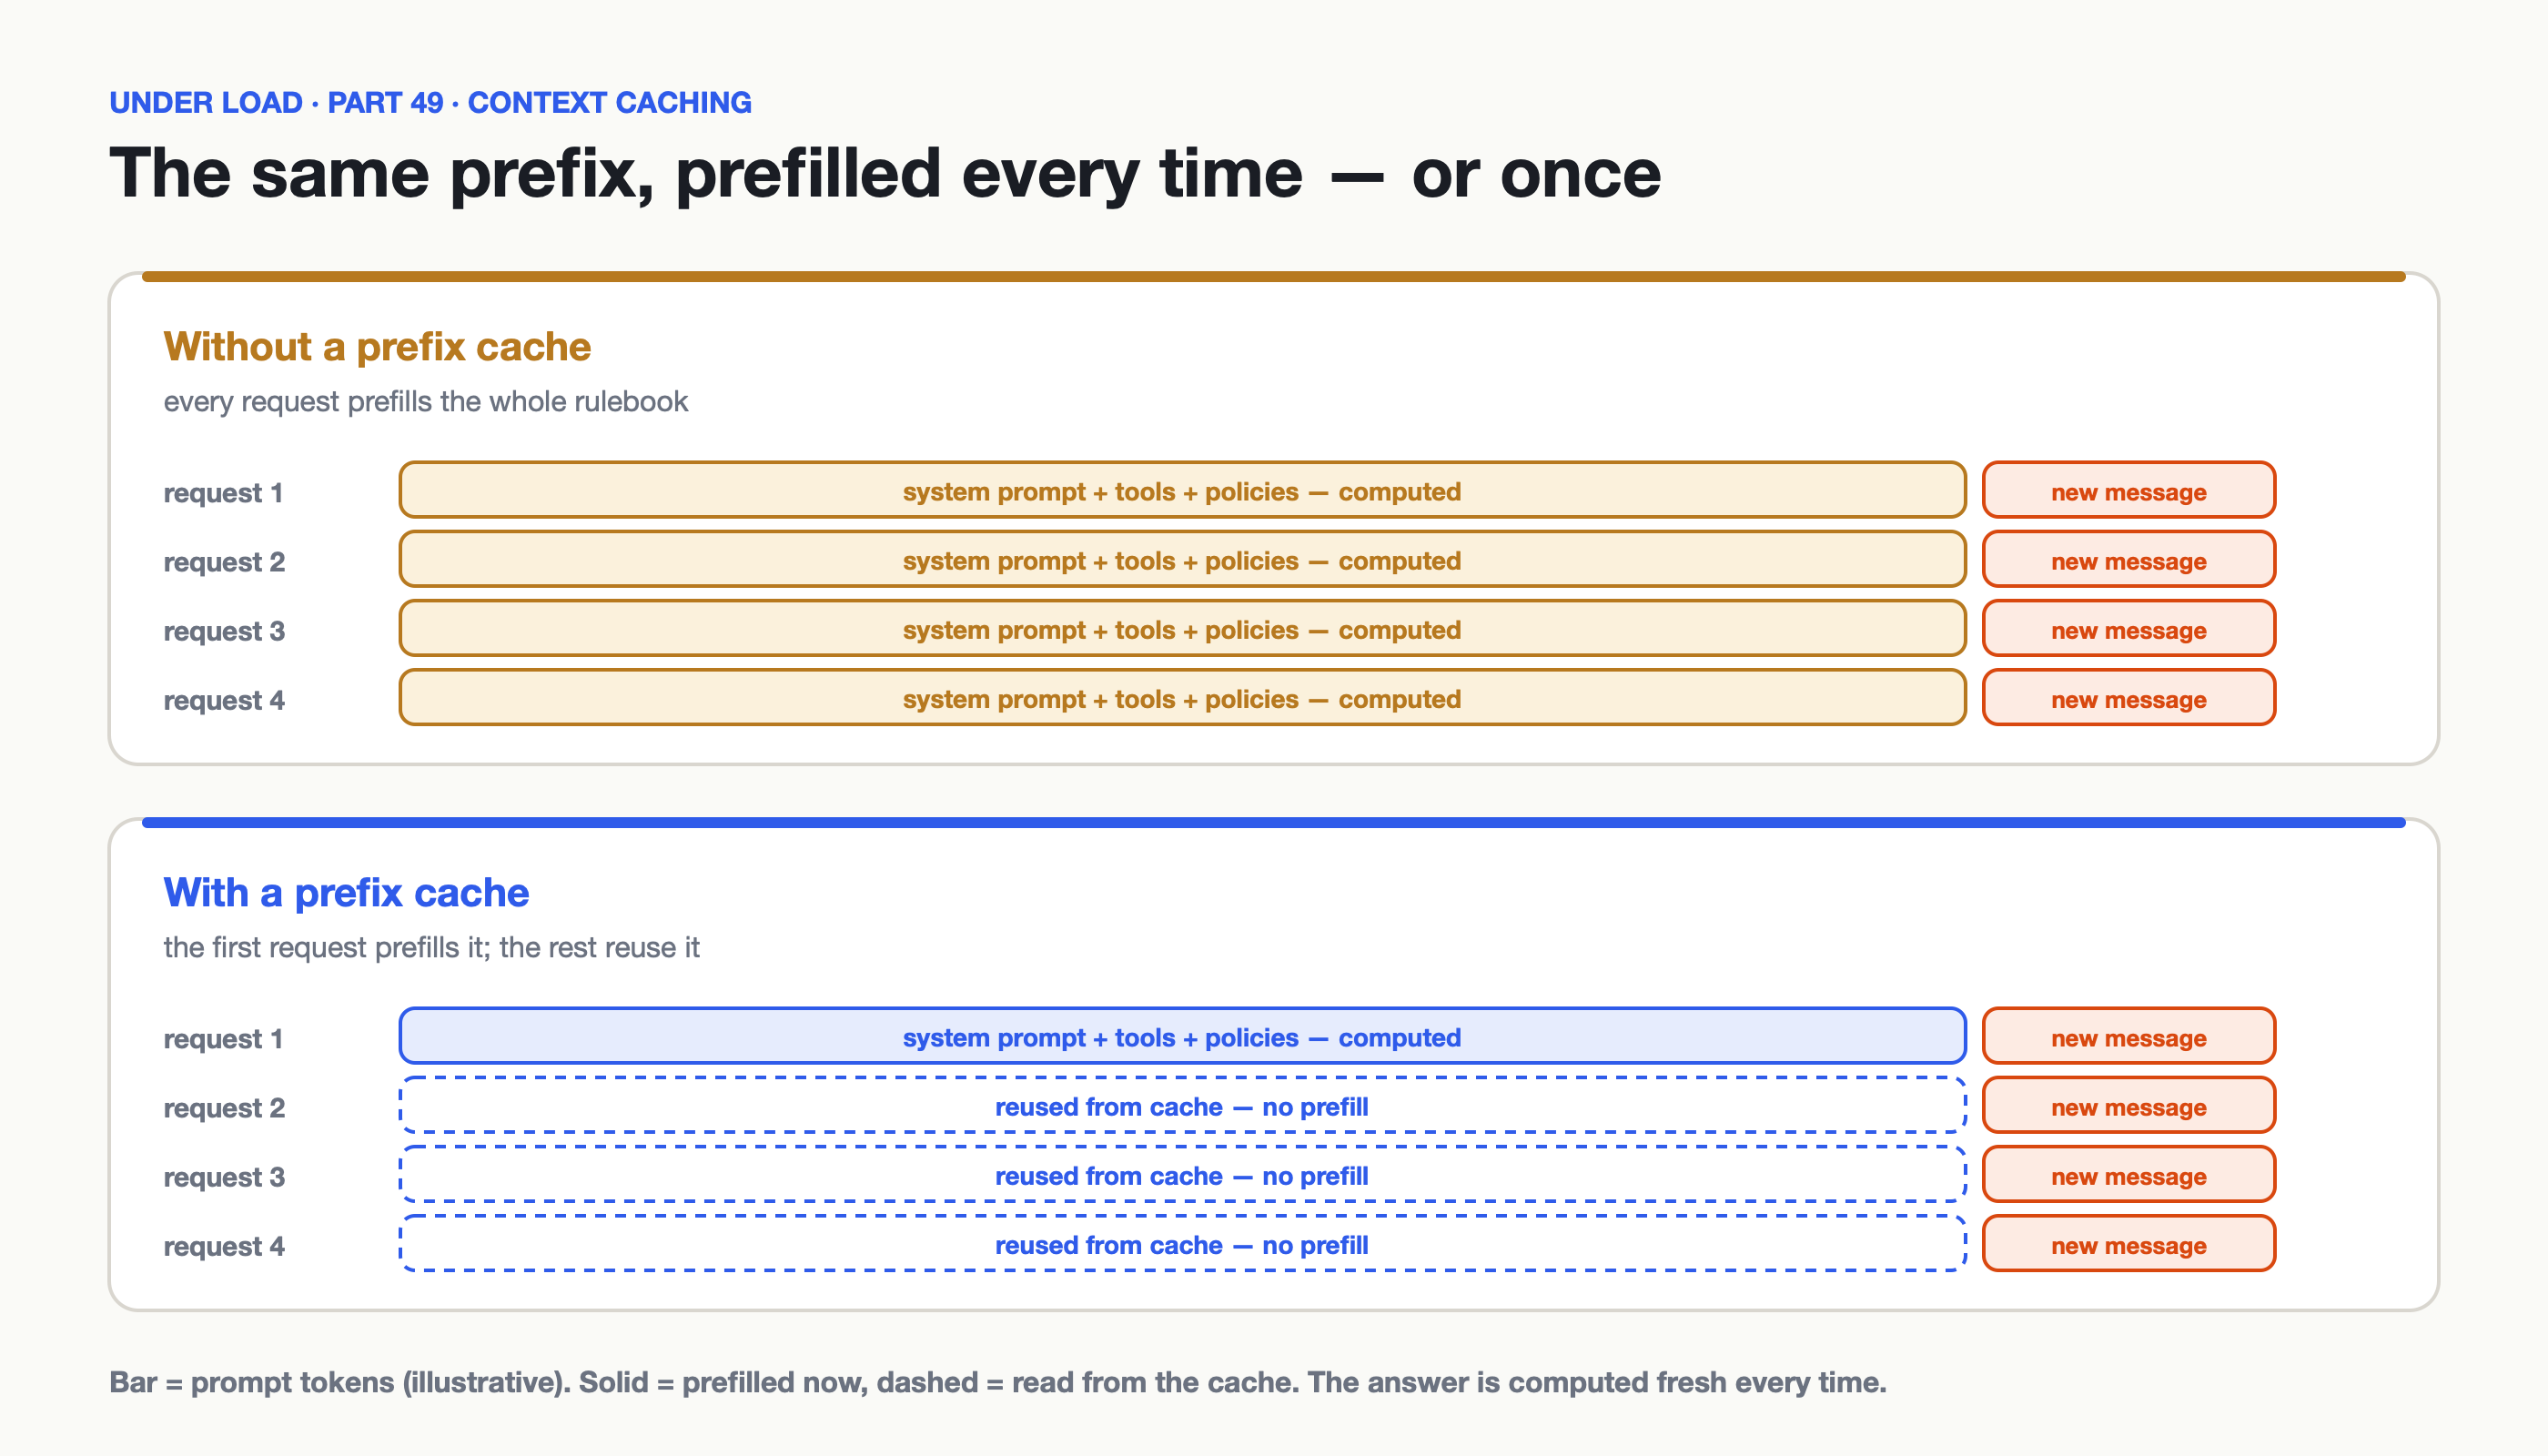 UNDER LOAD · PART 49 · CONTEXT CACHING
The same prefix, prefilled every time — or once
Without a prefix cache
every request prefills the whole rulebook
request 1 system prompt + tools + policies — computed new message
request 2 system prompt + tools + policies — computed new message
request 3 system prompt + tools + policies — computed new message
request 4 system prompt + tools + policies — computed new message
With a prefix cache
the first request prefills it; the rest reuse it
request 1 system prompt + tools + policies — computed new message
request 2 reused from cache — no prefill new message
request 3 reused from cache — no prefill new message
request 4 reused from cache — no prefill new message
Bar = prompt tokens (illustrative). Solid = prefilled now, dashed = read from the cache. The answer is computed fresh every time.